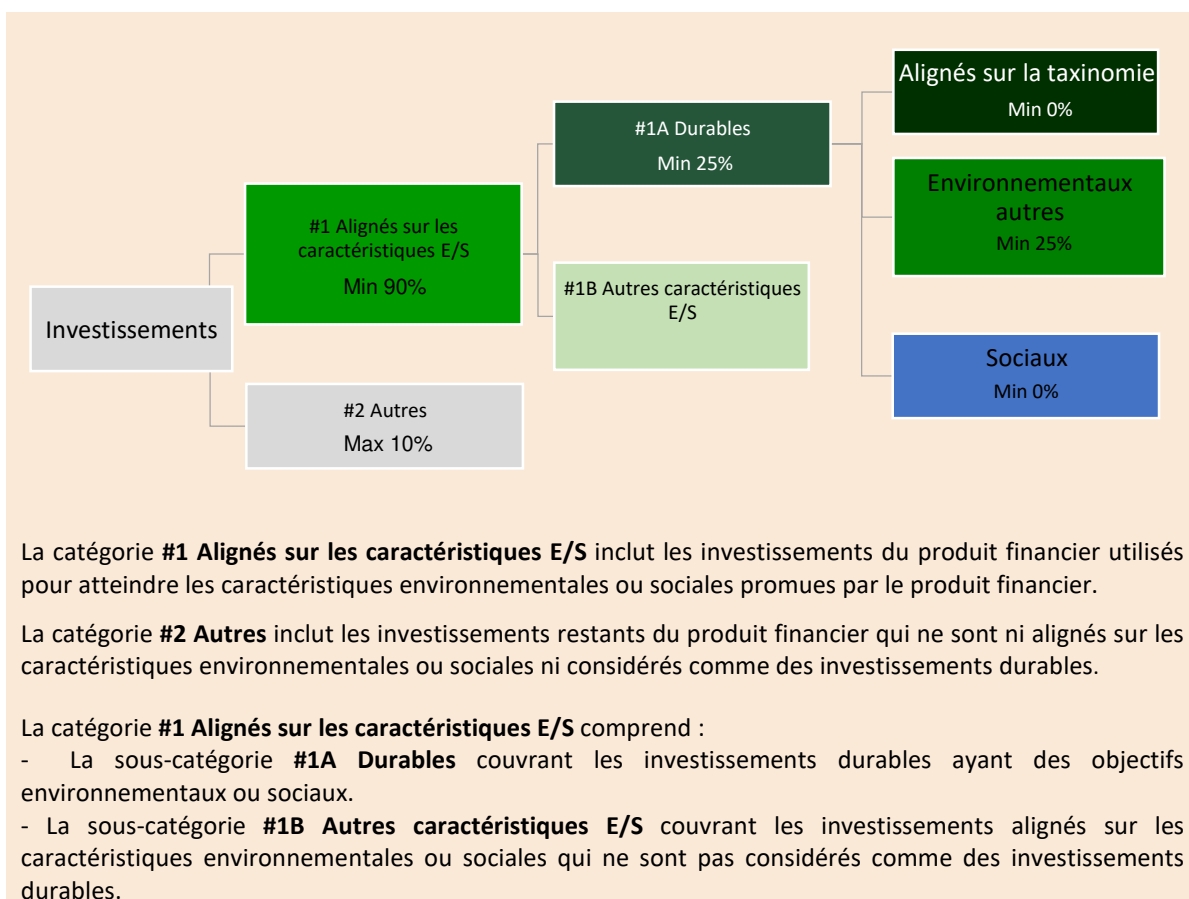 Alignés sur la taxinomie
Min 0%
#1A Durables
Min 25%
Environnementaux
autres
Min 25%
#1 Alignés sur les
caractéristiques E/S
Min 90%
#1B Autres caractéristiques
E/S
Investissements
Sociaux
Min 0%
#2 Autres
Max 10%
La catégorie #1 Alignés sur les caractéristiques E/S inclut les investissements du produit financier utilisés
pour atteindre les caractéristiques environnementales ou sociales promues par le produit financier.
La catégorie #2 Autres inclut les investissements restants du produit financier qui ne sont ni alignés sur les
caractéristiques environnementales ou sociales ni considérés comme des investissements durables.
La catégorie #1 Alignés sur les caractéristiques E/S comprend :
- La sous-catégorie #1A Durables couvrant les investissements durables ayant des objectifs
environnementaux ou sociaux.
- La sous-catégorie #1B Autres caractéristiques E/S couvrant les investissements alignés sur les
caractéristiques environnementales ou sociales qui ne sont pas considérés comme des investissements
durables.